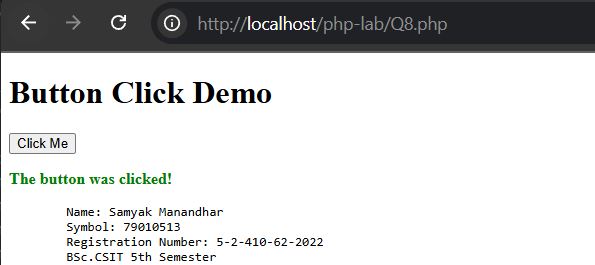 http://localhost/php-lab/Q8.php
Button Click Demo
Click Me
The button was clicked!
Name: Samyak Manandhar
Symbol: 79010513
Registration Number: 5-2-410-62-2022
BSc.CSIT 5th Semester